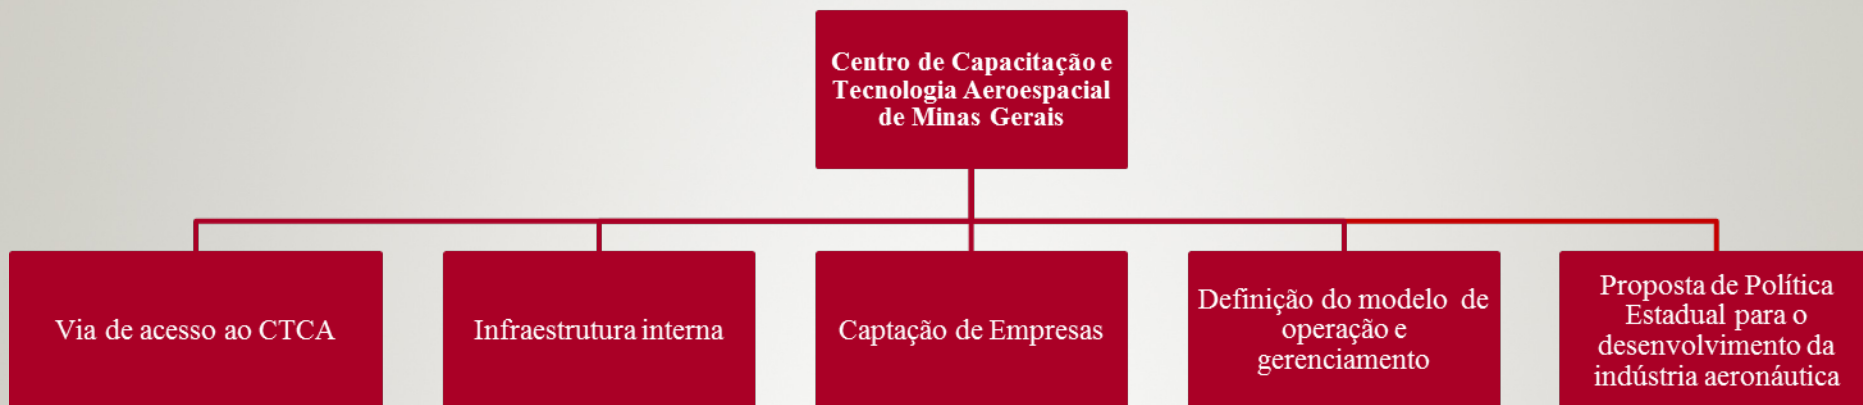 Centro de Capacitação e
Tecnologia Aeroespacial
de Minas Gerais
Via de acesso ao CTCA
Infraestrutura interna
Captação de Empresas
Definição do modelo de
operação e
gerenciamento
Proposta de Política
Estadual para o
desenvolvimento da
indústria aeronáutica